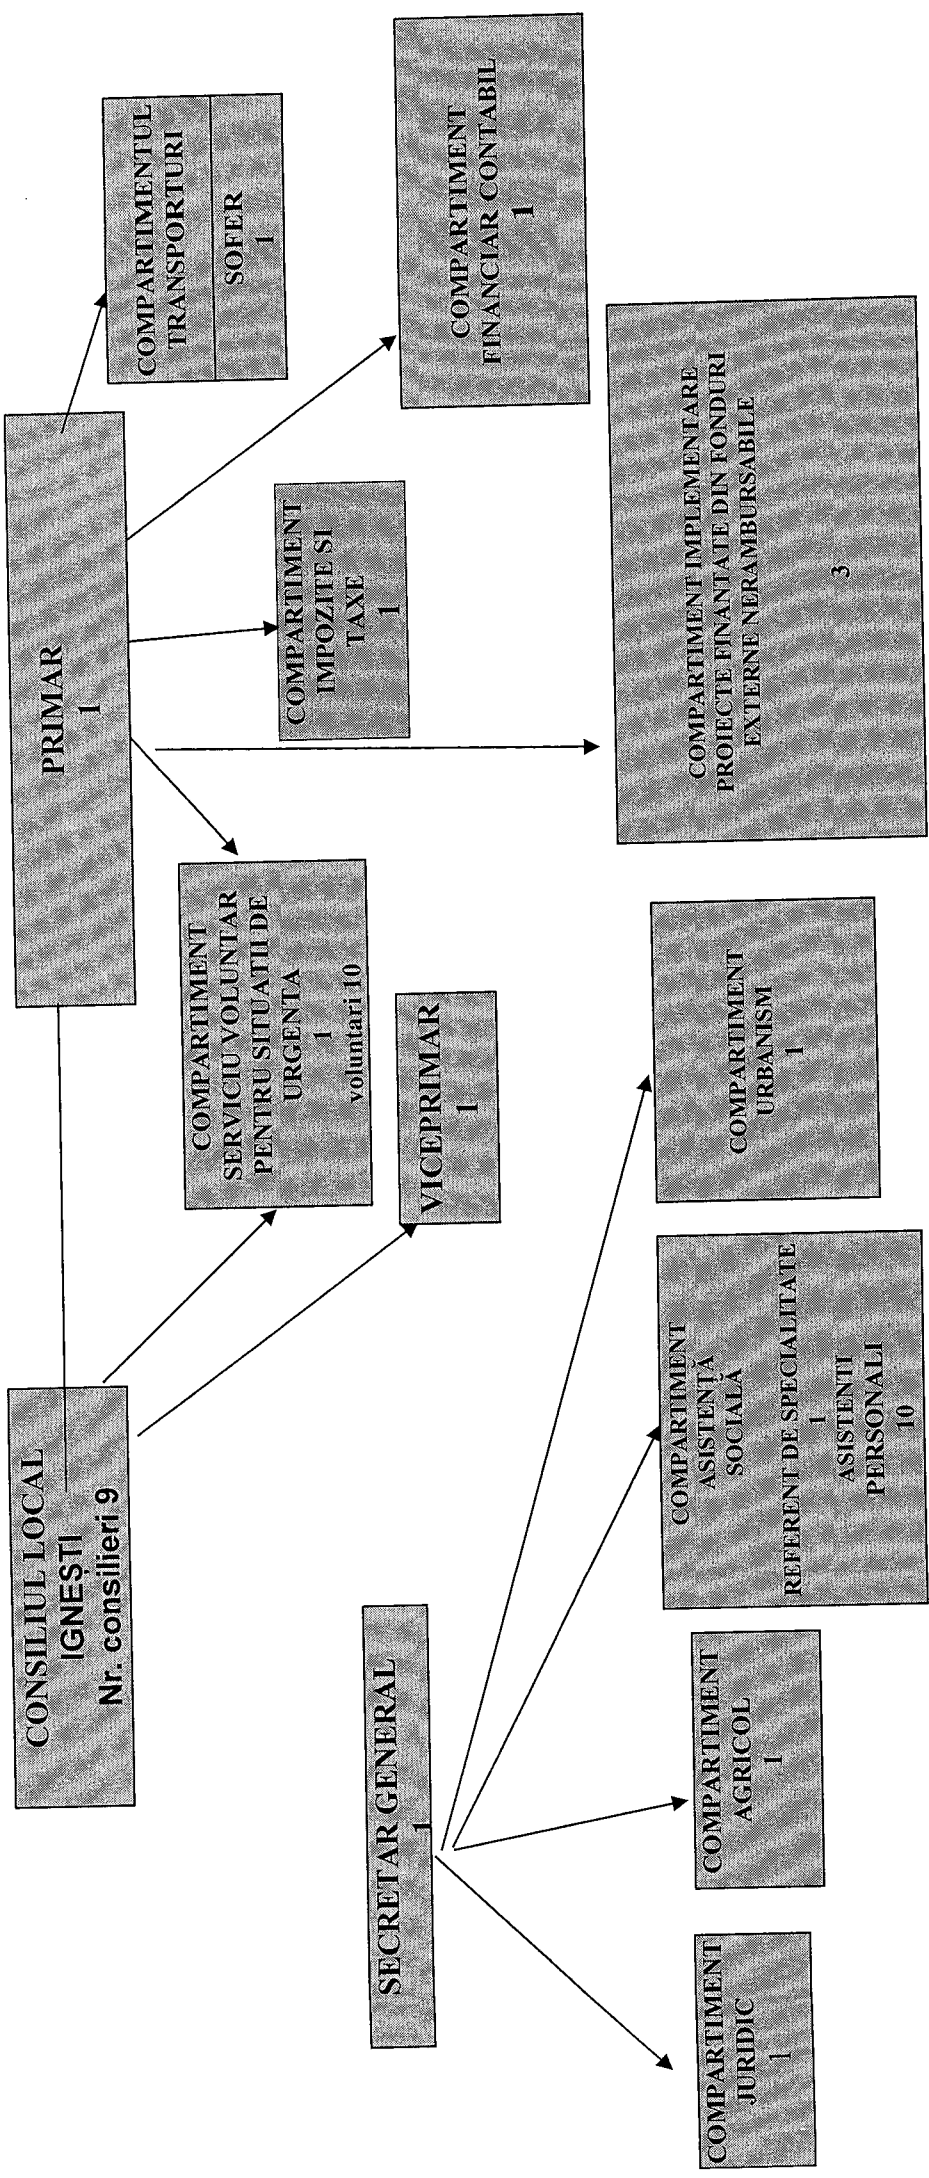 CONSILIUL LOCAL
IGNEȘTI
Nr. consilieri 9
PRIMAR
1
COMPARTIMENTUL
TRANSPORTURI
SOFER
1
COMPARTIMENT
SERVICIU VOLUNTAR
PENTRU SITUATII DE
URGENTA
1
voluntari 10
COMPARTIMENT
IMPOZITE SI
TAXE
1
COMPARTIMENT
FINANCIAR CONTABIL
1
SECRETAR GENERAL
1
VICEPRIMAR
1
COMPARTIMENT IMPLEMENTARE
PROIECTE FINANTATE DIN FONDURI
EXTERNE NERAMBURSABILE
3
COMPARTIMENT
JURIDIC
1
COMPARTIMENT
AGRICOL
1
COMPARTIMENT
ASISTENȚĂ
SOCIALĂ
REFERENT DE SPECIALITATE
1
ASISTENTI
PERSONALI
10
COMPARTIMENT
URBANISM
1